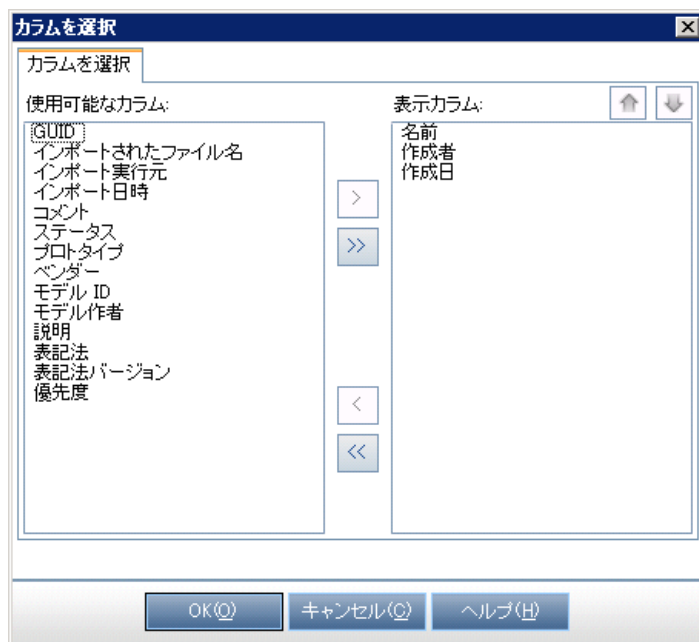 カラムを選択
カラムを選択
使用可能なカラム:
GUID
インポートされたファイル名
インポート実行元
インポート日時
コメント
ステータス
プロトタイプ
ベンダー
モデル ID
モデル作者
説明
表記法
表記法バージョン
優先度
>
>>
<
<<
表示カラム:
名前
作成者
作成日
OK(O)
キャンセル(C)
ヘルプ(H)